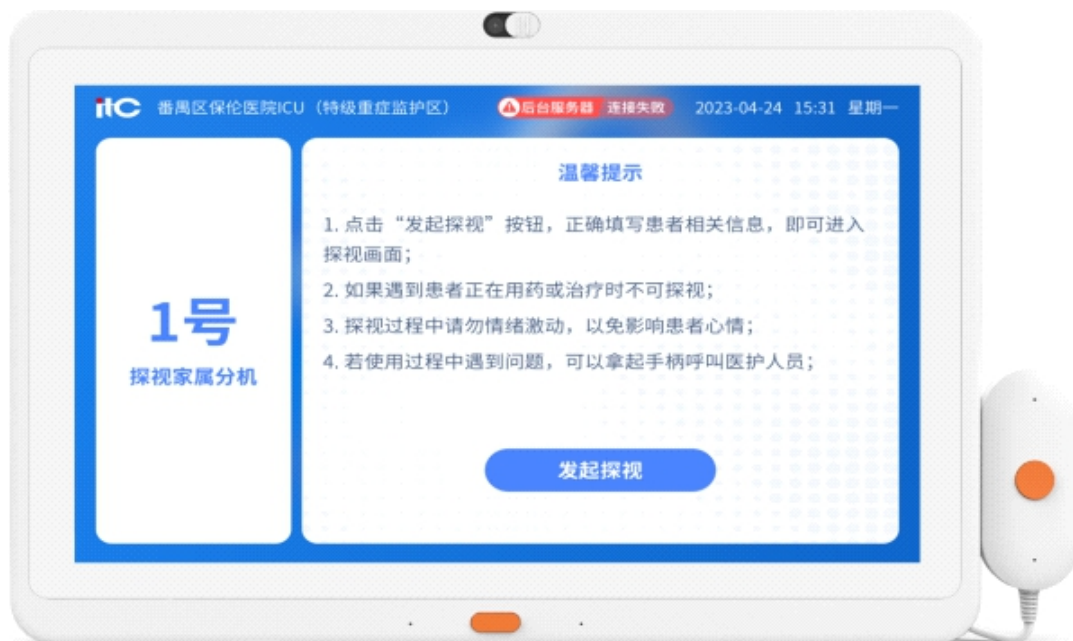 itC 番禺区保伦医院ICU（特级重症监护区） 后台服务器 连接失败 2023-04-24 15:31 星期一
1号
探视家属分机
温馨提示
1. 点击“发起探视”按钮，正确填写患者相关信息，即可进入
探视画面；
2. 如果遇到患者正在用药或治疗时不可探视；
3. 探视过程中请勿情绪激动，以免影响患者心情；
4. 若使用过程中遇到问题，可以拿起手柄呼叫医护人员；
发起探视